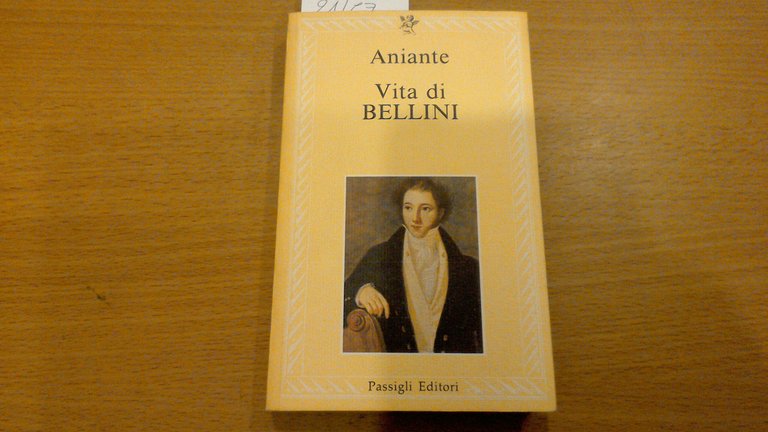 Aniante
Vita di
BELLINI
Passigli Editori